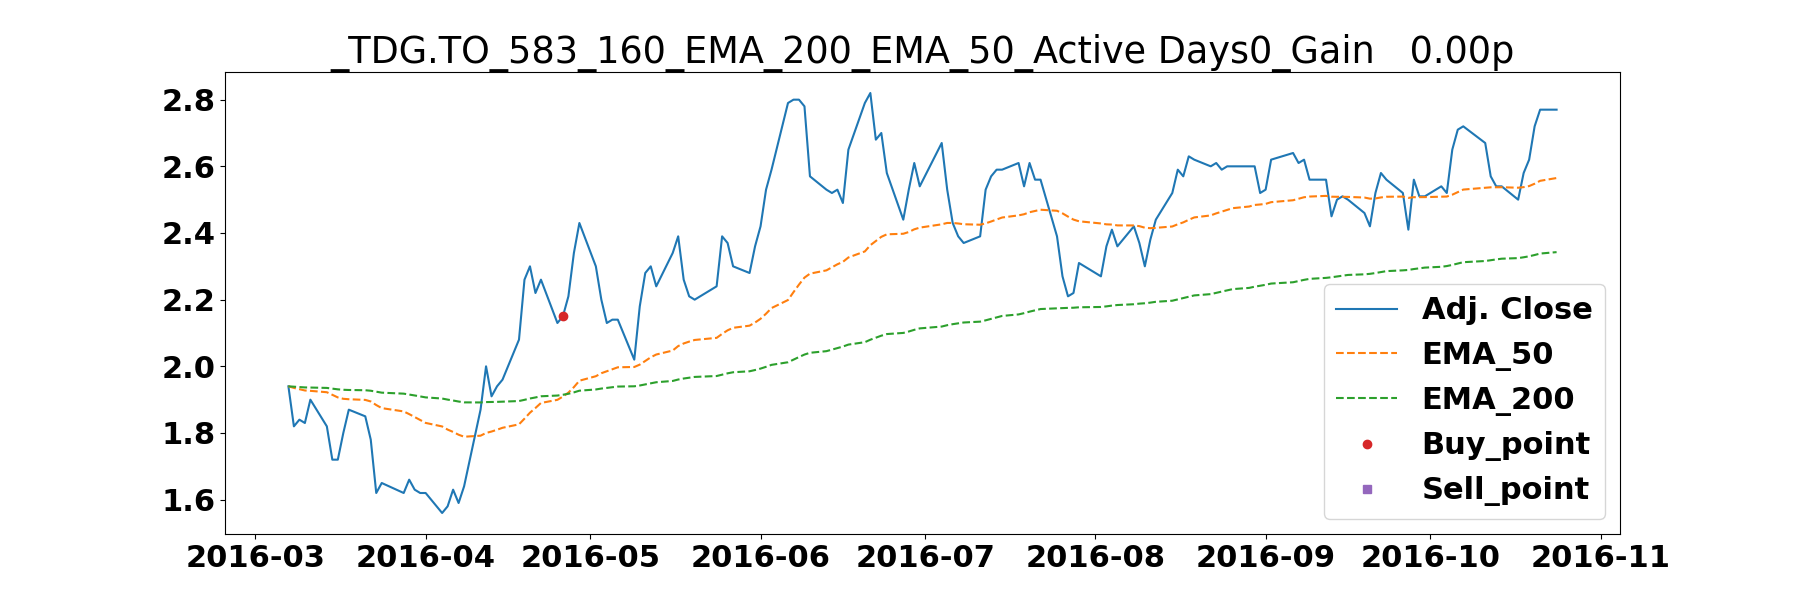 _TDG.TO_583_160_EMA_200_EMA_50_Active Days0_Gain   0.00p
2.8
2.6
2.4
2.2
2.0
1.8
1.6
Adj. Close
EMA_50
EMA_200
Buy_point
Sell_point
2016-03 2016-04 2016-05 2016-06 2016-07 2016-08 2016-09 2016-10 2016-11